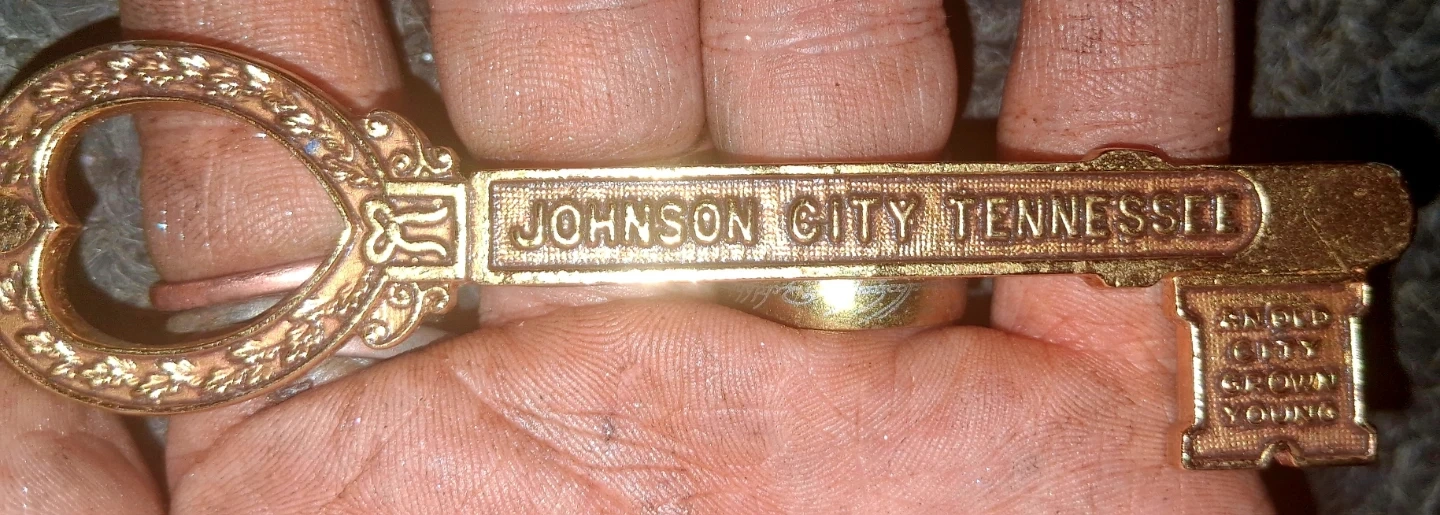 JOHNSON CITY TENNESSEE
AN OLD
CITY
GROWN
YOUNG